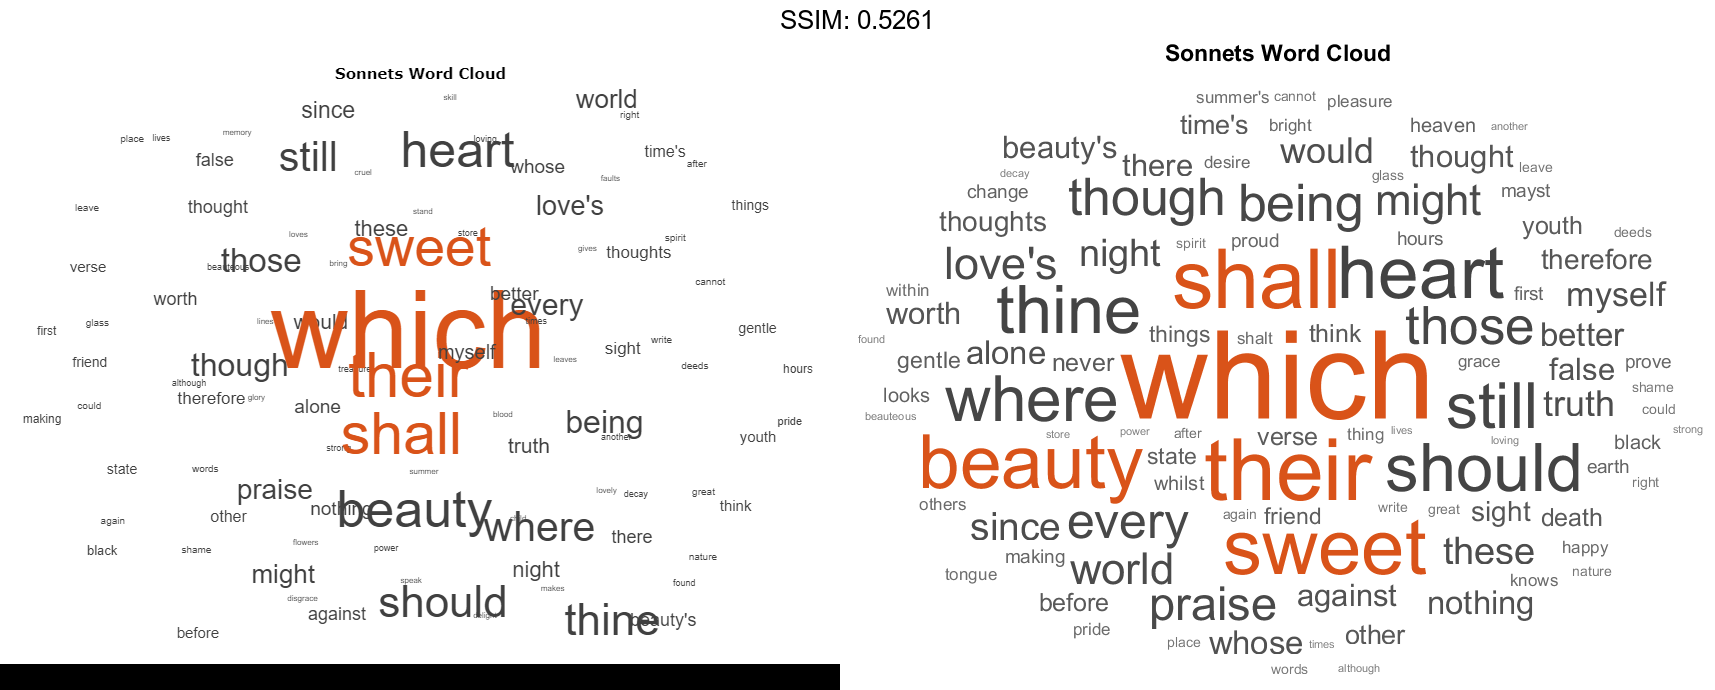 SSIM: 0.5261
Sonnets Word Cloud
skill
world
since
right
memory
place lives
loving
heart
still
false
whose
time's
after
cruel
faults
leave
thought
stand
love's
things
these
store
loves
sweet
spirit
gives
thoughts
those
beauteous
bring
verse
cannot
better
worth
every
which
lines
would
times
glass
first
gentle
write
myself
sight
friend
leaves
though
treasure
their
deeds
hours
although
therefore
glory
alone
could
making
blood
being
pride
shall
another
youth
strong
truth
state
words
summer
praise
lovely
decay
great
nothing
beauty
think
other
again
child
where
there
flowers
black
shame
power
nature
might
night
speak
found
makes
disgrace
should
against
delight
thine
beauty's
before
Sonnets Word Cloud
summer's cannot
pleasure
time's
bright
heaven
another
beauty's
would
there
desire
thought
leave
decay
glass
change
though
being
might
mayst
thoughts
youth
deeds
night
spirit
proud
hours
love's
shall
heart
therefore
within
first
myself
thine
worth
those
things
shalt
think
better
found
gentle
alone
never
which
grace
false
prove
looks
where
still
truth
shame
could
beauteous
store
power
after
verse
thing
lives
loving
black
strong
beauty
state
their
should
earth
whilst
right
others
since
every
again
friend
write
great
sight
death
making
world
sweet
these
happy
tongue
knows
nature
before
praise
against
nothing
pride
place
whose
times
other
words
although